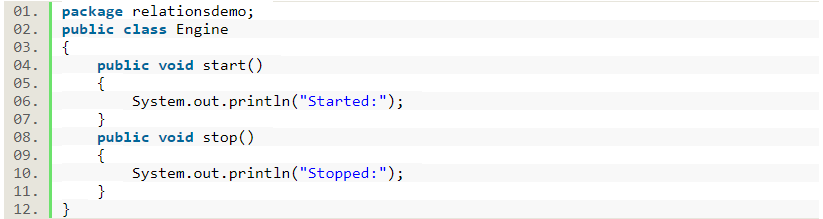 01. package relationsdemo;
02. public class Engine
03. {
04.     public void start()
05.     {
06.         System.out.println("Started:");
07.     }
08.     public void stop()
09.     {
10.         System.out.println("Stopped:");
11.     }
12. }